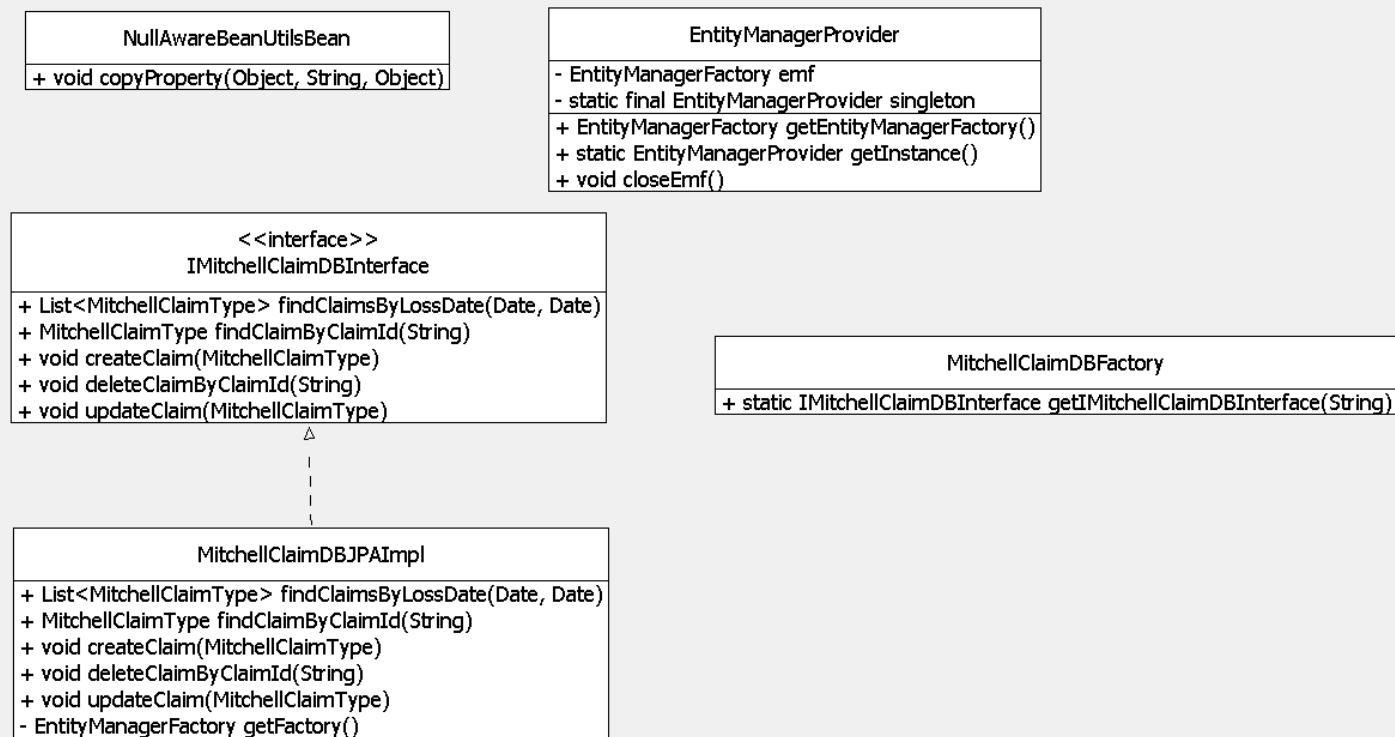 NullAwareBeanUtilsBean
+ void copyProperty(Object, String, Object)
EntityManagerProvider
- EntityManagerFactory emf
- static final EntityManagerProvider singleton
+ EntityManagerFactory getEntityManagerFactory()
+ static EntityManagerProvider getInstance()
+ void closeEmf()
<<interface>>
IMitchellClaimDBInterface
+ List<MitchellClaimType> findClaimsByLossDate(Date, Date)
+ MitchellClaimType findClaimByClaimId(String)
+ void createClaim(MitchellClaimType)
+ void deleteClaimByClaimId(String)
+ void updateClaim(MitchellClaimType)
MitchellClaimDBFactory
+ static IMitchellClaimDBInterface getIMitchellClaimDBInterface(String)
MitchellClaimDBJPAImpl
+ List<MitchellClaimType> findClaimsByLossDate(Date, Date)
+ MitchellClaimType findClaimByClaimId(String)
+ void createClaim(MitchellClaimType)
+ void deleteClaimByClaimId(String)
+ void updateClaim(MitchellClaimType)
- EntityManagerFactory getFactory()